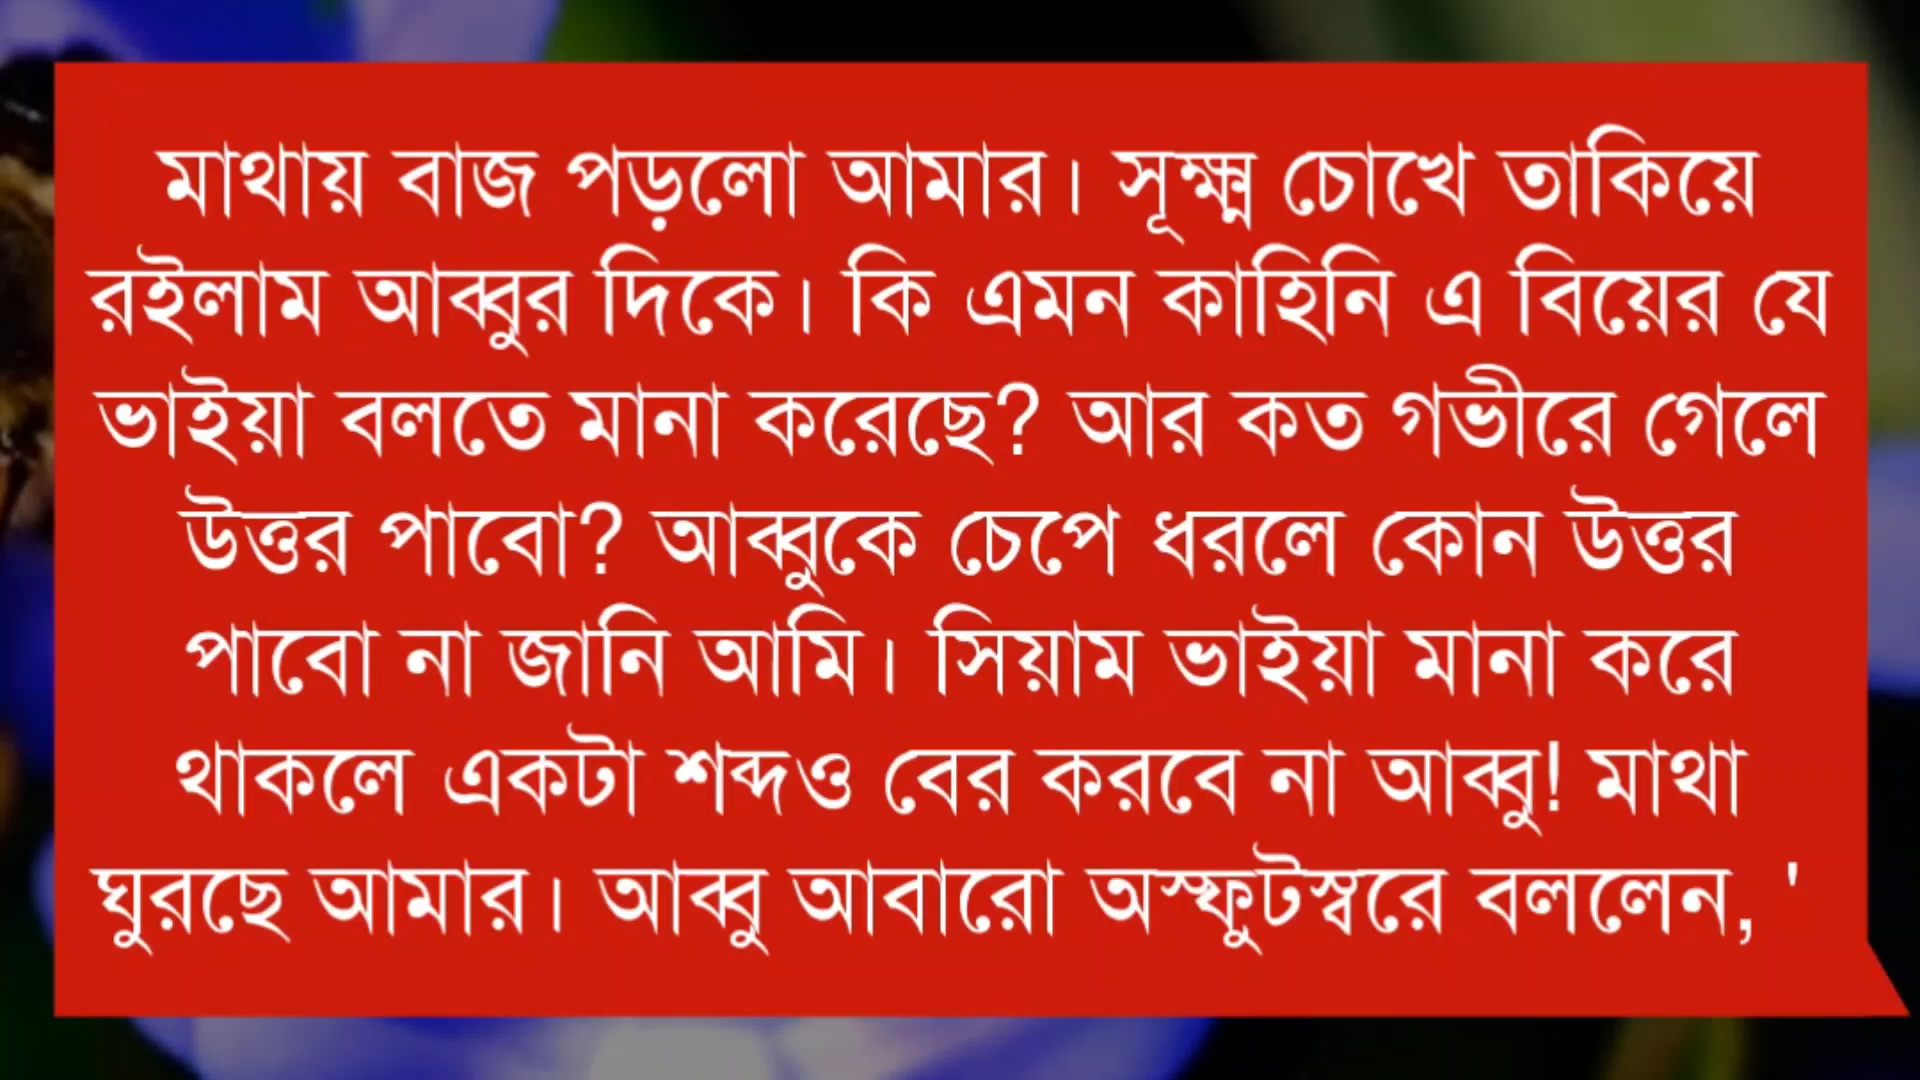 মাথায় বাজ পড়লো আমার। সূক্ষ্ম চোখে তাকিয়ে
রইলাম আব্বুর দিকে। কি এমন কাহিনি এ বিয়ের যে
ভাইয়া বলতে মানা করেছে? আর কত গভীরে গেলে
উত্তর পাবো? আব্বুকে চেপে ধরলে কোন উত্তর
পাবো না জানি আমি। সিয়াম ভাইয়া মানা করে
থাকলে একটা শব্দও বের করবে না আব্বু! মাথা
ঘুরছে আমার। আব্বু আবারো অস্ফুটস্বরে বললেন, '